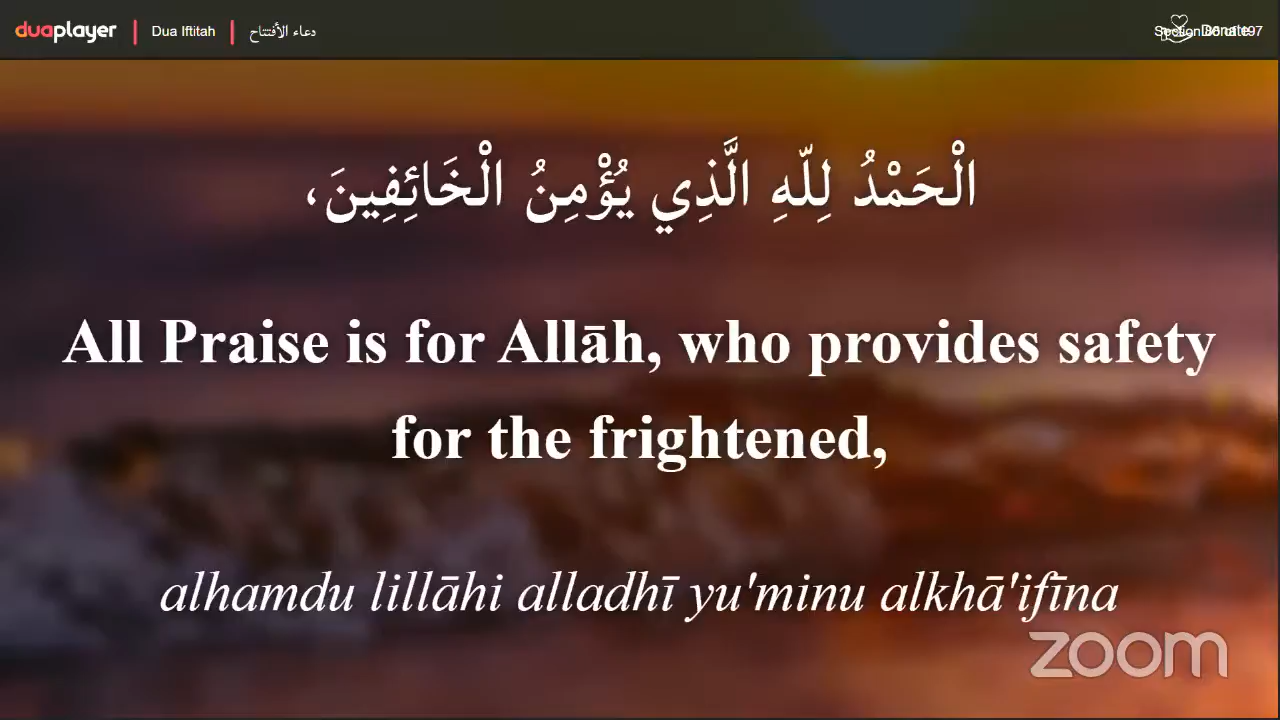 duaplayer | Dua Iftitah | دعاء الأفتتاح
Donate
الْحَمْدُ لِلّهِ الَّذِي يُؤْمِنُ الْخَائِفِينَ،
All Praise is for Allāh, who provides safety
for the frightened,
alhamdu lillāhi alladhī yu'minu alkhā'ifīna
zoom